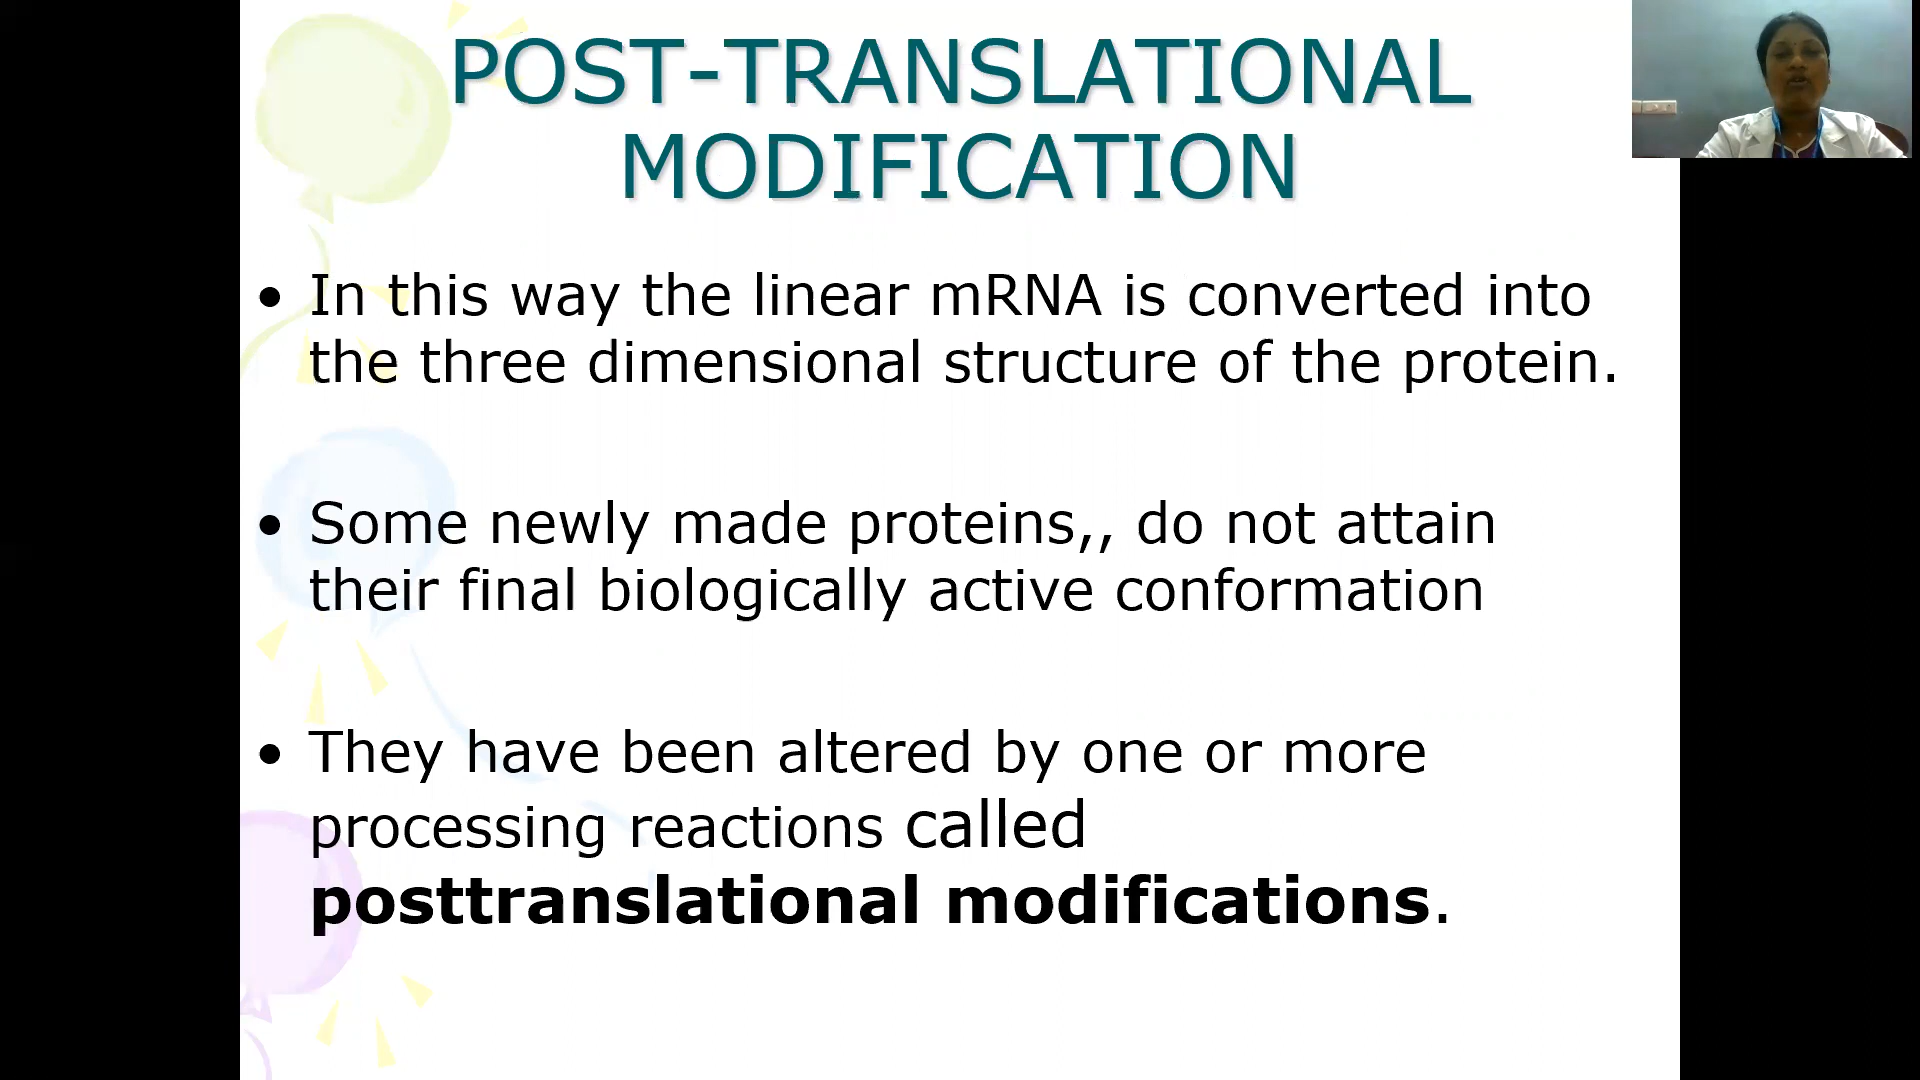 POST-TRANSLATIONAL
MODIFICATION
• In this way the linear mRNA is converted into
the three dimensional structure of the protein.
• Some newly made proteins,, do not attain
their final biologically active conformation
• They have been altered by one or more
processing reactions called
posttranslational modifications.